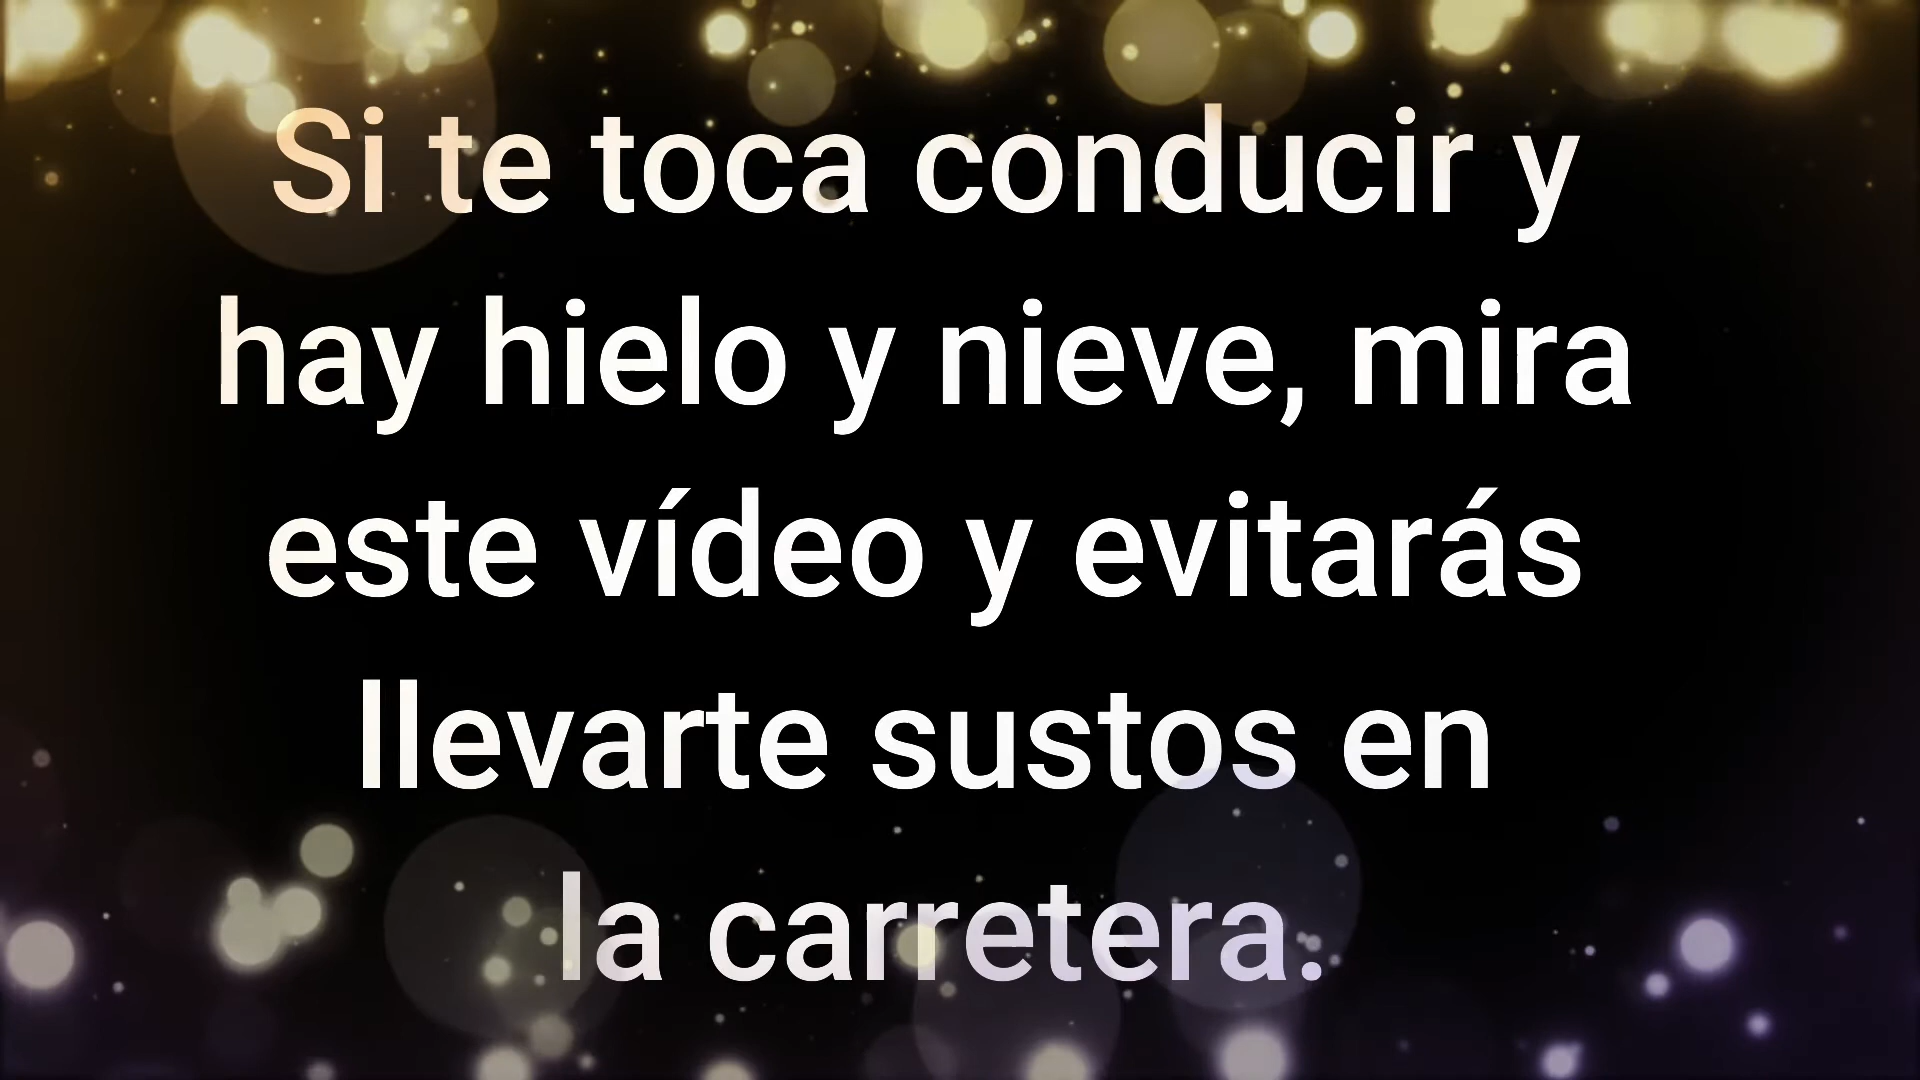 Si te toca conducir y
hay hielo y nieve, mira
este vídeo y evitarás
llevarte sustos en
la carretera.